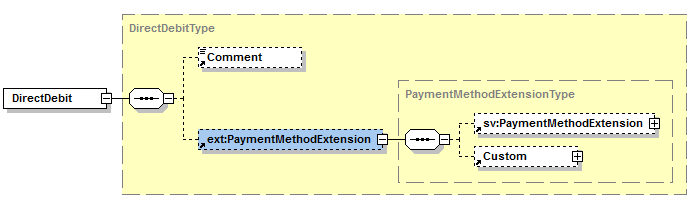 DirectDebitType
Comment
DirectDebit
PaymentMethodExtensionType
sv:PaymentMethodExtension
ext:PaymentMethodExtension
Custom